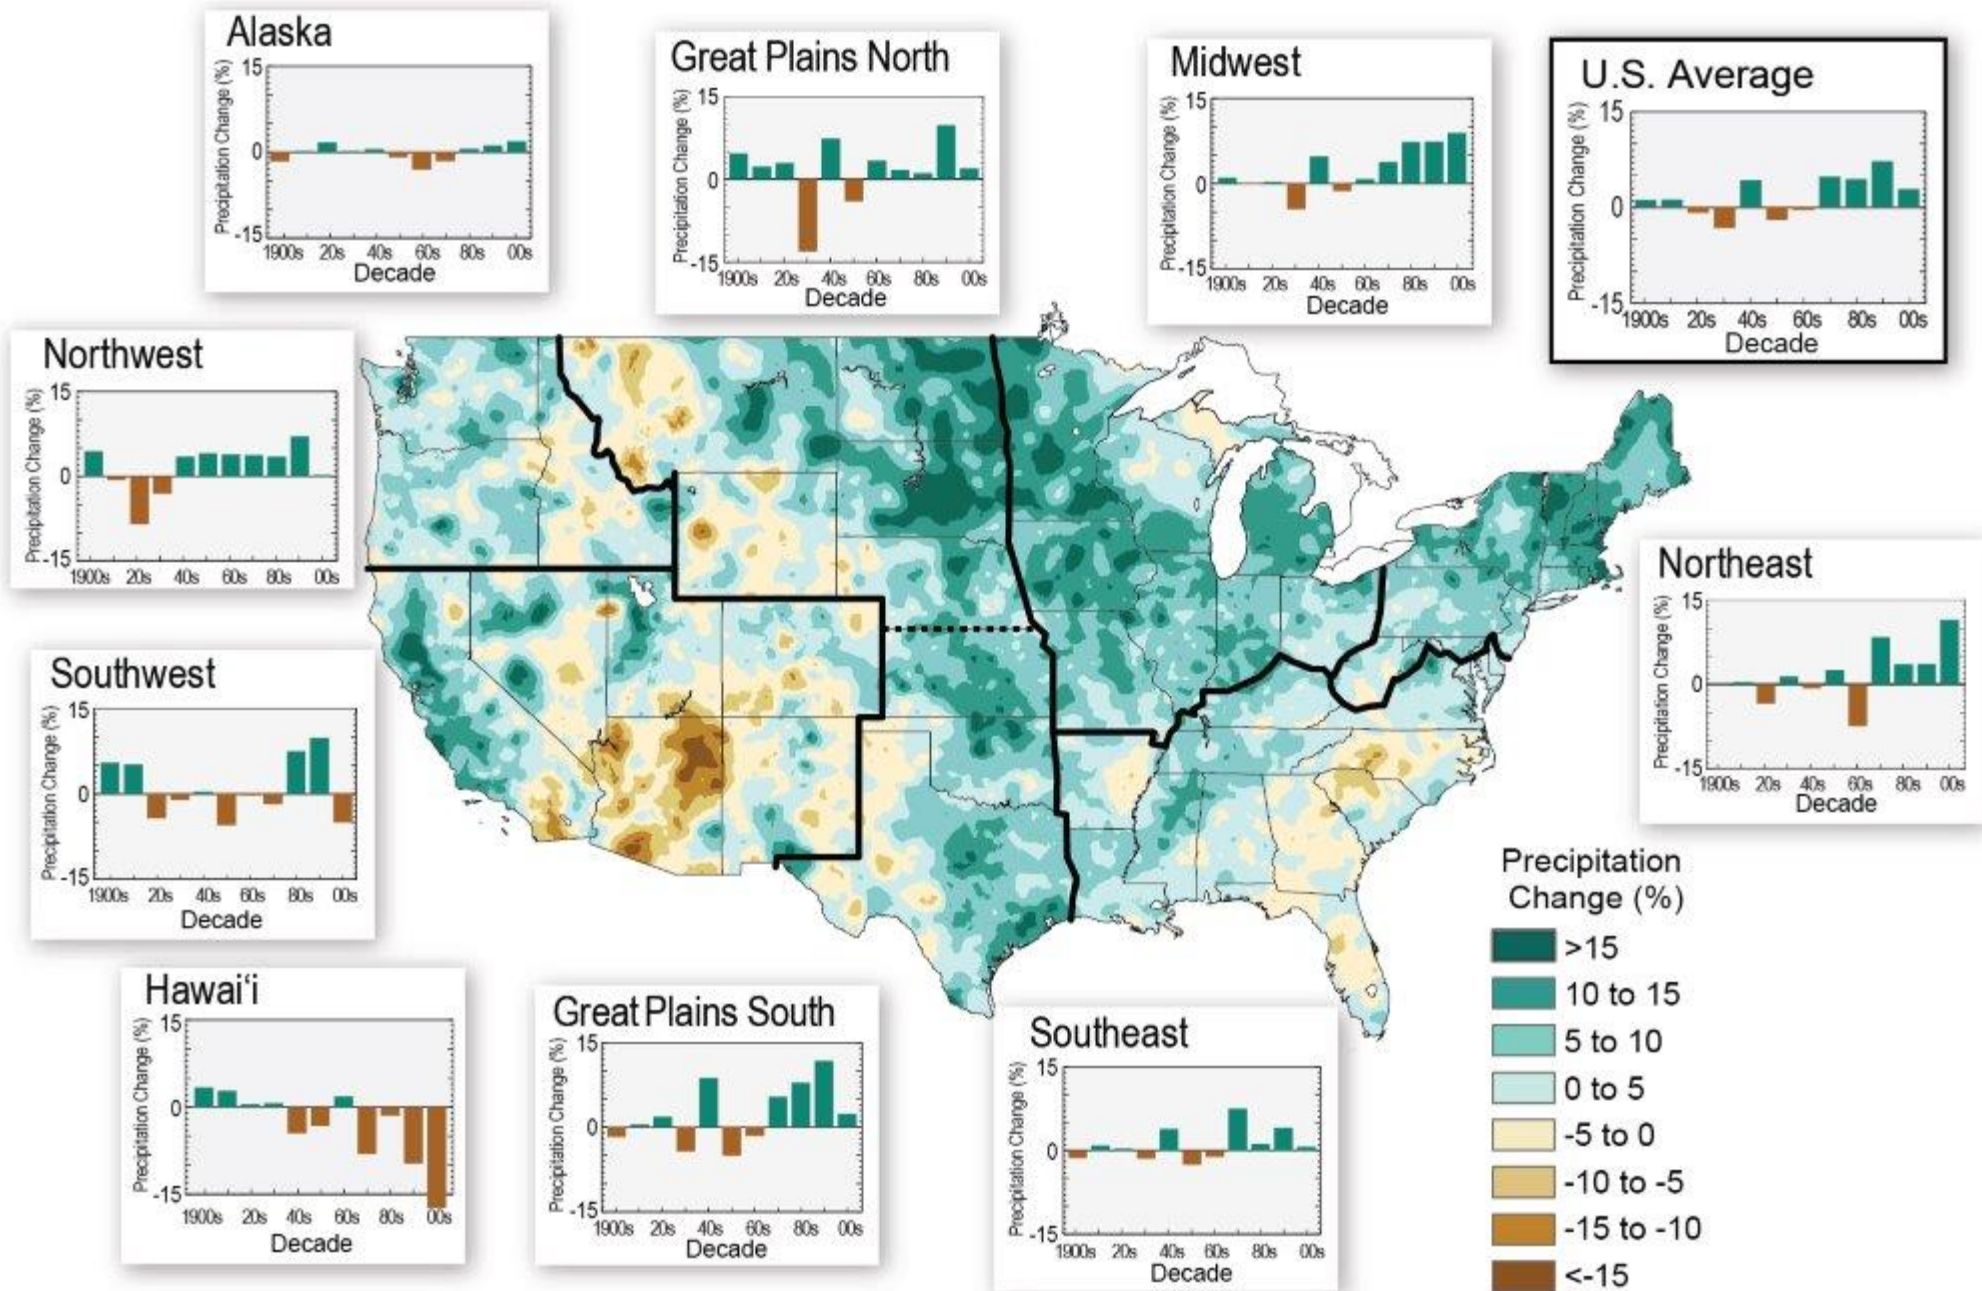 Alaska
Precipitation Change (%)
15
0
-15
1900s 20s 40s 60s 80s 00s
Decade
Great Plains North
Precipitation Change (%)
15
0
-15
1900s 20s 40s 60s 80s 00s
Decade
Midwest
Precipitation Change (%)
15
0
-15
1900s 20s 40s 60s 80s 00s
Decade
U.S. Average
Precipitation Change (%)
15
0
-15
1900s 20s 40s 60s 80s 00s
Decade
Northwest
Precipitation Change (%)
15
0
-15
1900s 20s 40s 60s 80s 00s
Northeast
Precipitation Change (%)
15
0
-15
1900s 20s 40s 60s 80s 00s
Decade
Southwest
Precipitation Change (%)
15
0
-15
1900s 20s 40s 60s 80s 00s
Decade
Hawai‘i
Precipitation Change (%)
15
0
-15
1900s 20s 40s 60s 80s 00s
Decade
Great Plains South
Precipitation Change (%)
15
0
-15
1900s 20s 40s 60s 80s 00s
Decade
Southeast
Precipitation Change (%)
15
0
-15
1900s 20s 40s 60s 80s 00s
Decade
Precipitation
Change (%)
>15
10 to 15
5 to 10
0 to 5
-5 to 0
-10 to -5
-15 to -10
<-15